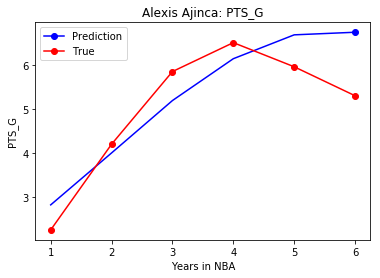 Alexis Ajinca: PTS_G
Prediction
True
6
5
4
3
PTS_G
1 2 3 4 5 6
Years in NBA